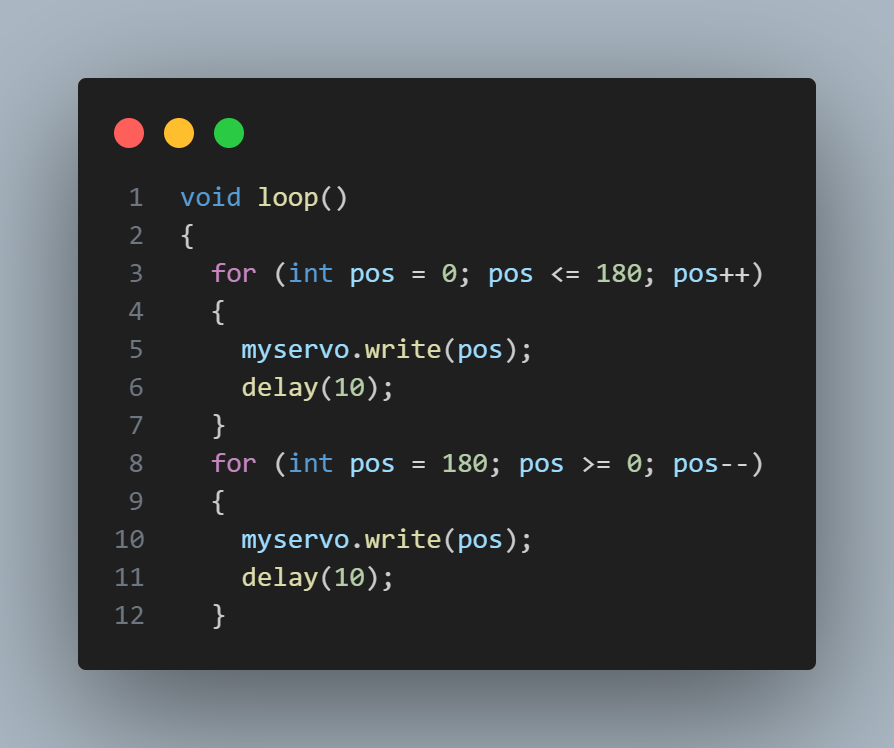 1 void loop()
2 {
3   for (int pos = 0; pos <= 180; pos++)
4   {
5     myservo.write(pos);
6     delay(10);
7   }
8   for (int pos = 180; pos >= 0; pos--)
9   {
10     myservo.write(pos);
11     delay(10);
12   }